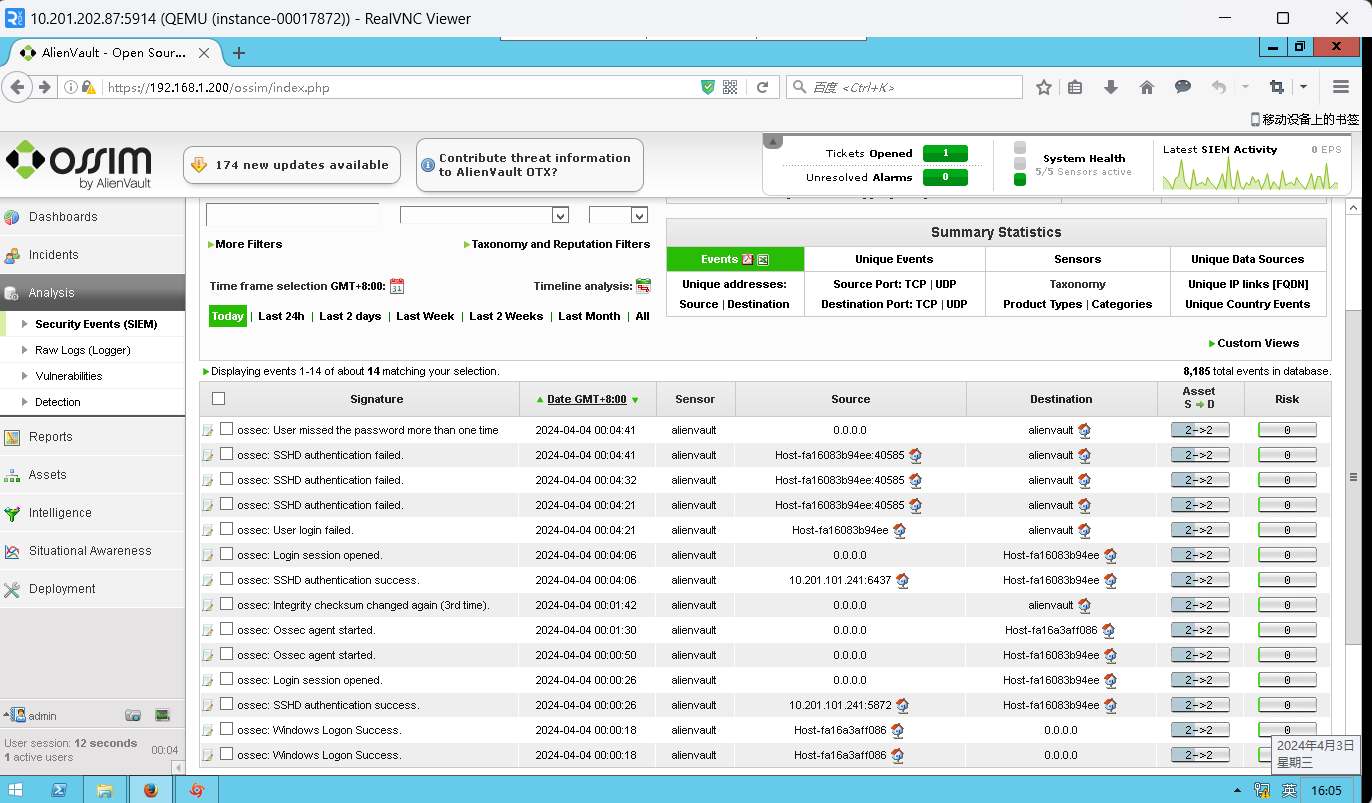 10.201.202.87:5914 (QEMU (instance-00017872)) - RealVNC Viewer
AlienVault - Open Sour...
https://192.168.1.200/ossim/index.php
百度 <Ctrl+K>
移动设备上的书签
OSSIM
by AlienVault
174 new updates available
Contribute threat information
to AlienVault OTX?
Tickets Opened 1
Unresolved Alarms 0
System Health
5/5 Sensors active
Latest SIEM Activity 0 EPS
Dashboards
Incidents
Analysis
Security Events (SIEM)
Raw Logs (Logger)
Vulnerabilities
Detection
Reports
Assets
Intelligence
Situational Awareness
Deployment
admin
User session: 12 seconds
1 active users
00:04
More Filters
Taxonomy and Reputation Filters
Time frame selection GMT+8:00:
31
Timeline analysis:
Today | Last 24h | Last 2 days | Last Week | Last 2 Weeks | Last Month | All
Summary Statistics
Events Unique Events Sensors Unique Data Sources
Unique addresses: Source Port: TCP | UDP Taxonomy Unique IP links [FQDN]
Source | Destination Destination Port: TCP | UDP Product Types | Categories Unique Country Events
Custom Views
Displaying events 1-14 of about 14 matching your selection. 8,185 total events in database.
Signature Date GMT+8:00 Sensor Source Destination Asset S D Risk
ossec: User missed the password more than one time 2024-04-04 00:04:41 alienvault 0.0.0.0 alienvault 2->2 0
ossec: SSHD authentication failed. 2024-04-04 00:04:41 alienvault Host-fa16083b94ee:40585 alienvault 2->2 0
ossec: SSHD authentication failed. 2024-04-04 00:04:32 alienvault Host-fa16083b94ee:40585 alienvault 2->2 0
ossec: SSHD authentication failed. 2024-04-04 00:04:21 alienvault Host-fa16083b94ee:40585 alienvault 2->2 0
ossec: User login failed. 2024-04-04 00:04:21 alienvault Host-fa16083b94ee alienvault 2->2 0
ossec: Login session opened. 2024-04-04 00:04:06 alienvault 0.0.0.0 Host-fa16083b94ee 2->2 0
ossec: SSHD authentication success. 2024-04-04 00:04:06 alienvault 10.201.101.241:6437 Host-fa16083b94ee 2->2 0
ossec: Integrity checksum changed again (3rd time). 2024-04-04 00:01:42 alienvault 0.0.0.0 alienvault 2->2 0
ossec: Ossec agent started. 2024-04-04 00:01:30 alienvault 0.0.0.0 Host-fa16a3aff086 2->2 0
ossec: Ossec agent started. 2024-04-04 00:00:50 alienvault 0.0.0.0 Host-fa16083b94ee 2->2 0
ossec: Login session opened. 2024-04-04 00:00:26 alienvault 0.0.0.0 Host-fa16083b94ee 2->2 0
ossec: SSHD authentication success. 2024-04-04 00:00:26 alienvault 10.201.101.241:5872 Host-fa16083b94ee 2->2 0
ossec: Windows Logon Success. 2024-04-04 00:00:18 alienvault Host-fa16a3aff086 0.0.0.0 2->2 0
ossec: Windows Logon Success. 2024-04-04 00:00:18 alienvault Host-fa16a3aff086 0.0.0.0 2->2
2024年4月3日
星期三
英 16:05